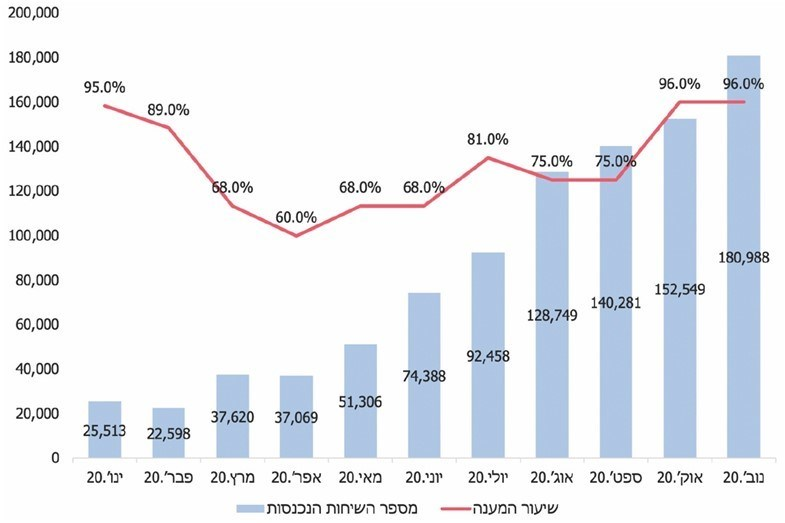 200,000
180,000
160,000
140,000
120,000
100,000
80,000
60,000
40,000
20,000
0
95.0%
89.0%
68.0%
60.0%
68.0%
68.0%
81.0%
75.0%
75.0%
96.0%
96.0%
25,513
22,598
37,620
37,069
51,306
74,388
92,458
128,749
140,281
152,549
180,988
ינו'.20
פבר'.20
מרץ.20
אפר'.20
מאי.20
יוני.20
יולי.20
אוג'.20
ספט'.20
אוק'.20
נוב'.20
מספר השיחות הנכנסות
שיעור המענה